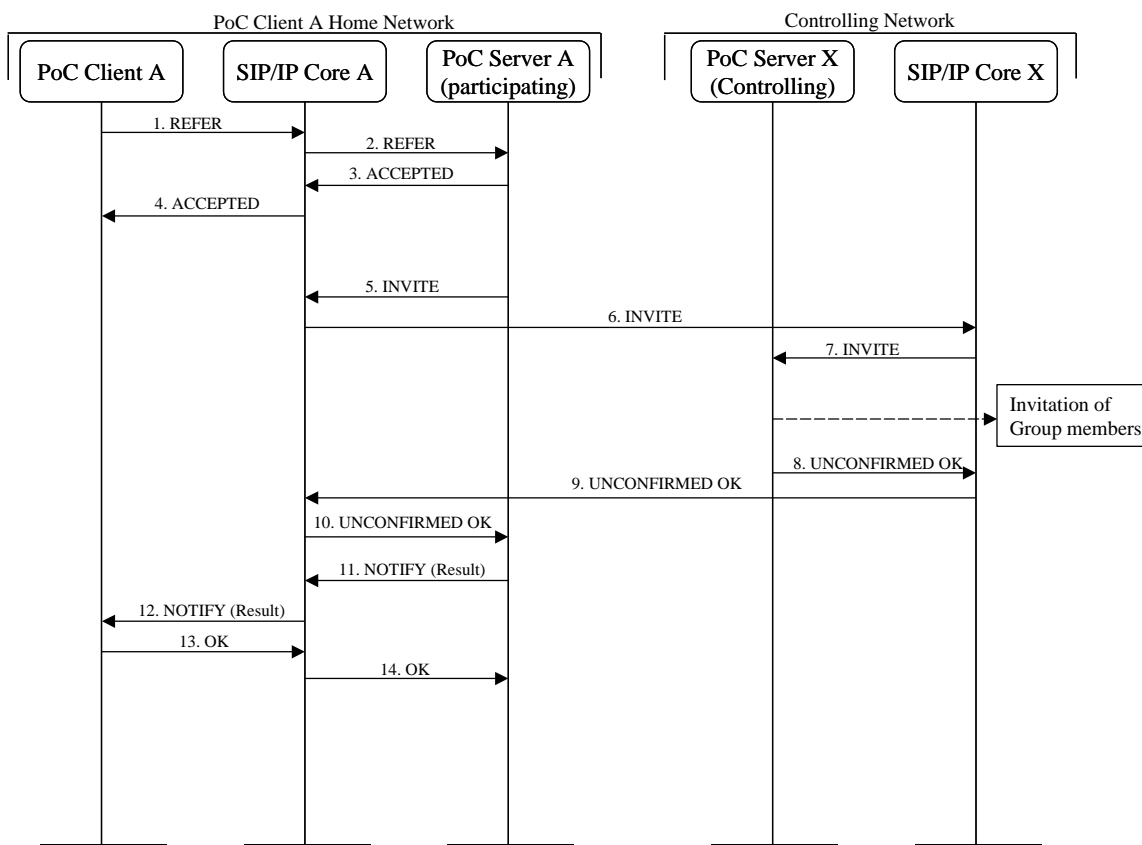 PoC Client A Home Network
Controlling Network
PoC Client A
SIP/IP Core A
PoC Server A
(participating)
PoC Server X
(Controlling)
SIP/IP Core X
1. REFER
2. REFER
3. ACCEPTED
4. ACCEPTED
5. INVITE
6. INVITE
7. INVITE
Invitation of
Group members
8. UNCONFIRMED OK
9. UNCONFIRMED OK
10. UNCONFIRMED OK
11. NOTIFY (Result)
12. NOTIFY (Result)
13. OK
14. OK